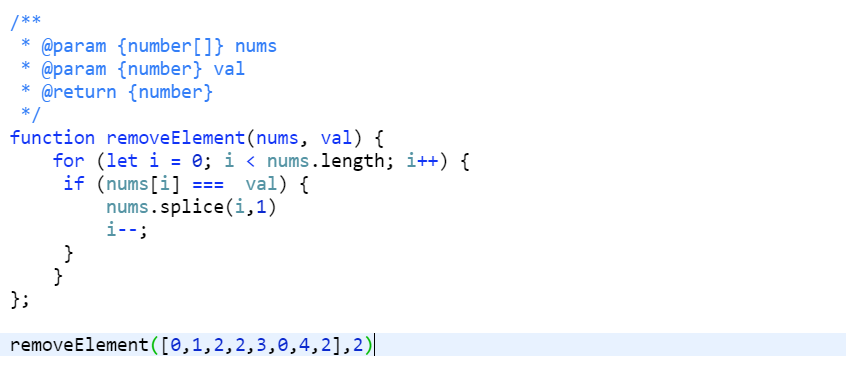 /**
 * @param {number[]} nums
 * @param {number} val
 * @return {number}
 */
function removeElement(nums, val) {
    for (let i = 0; i < nums.length; i++) {
     if (nums[i] ===  val) {
         nums.splice(i,1)
         i--;
     }
    }
};
removeElement([0,1,2,2,3,0,4,2],2)